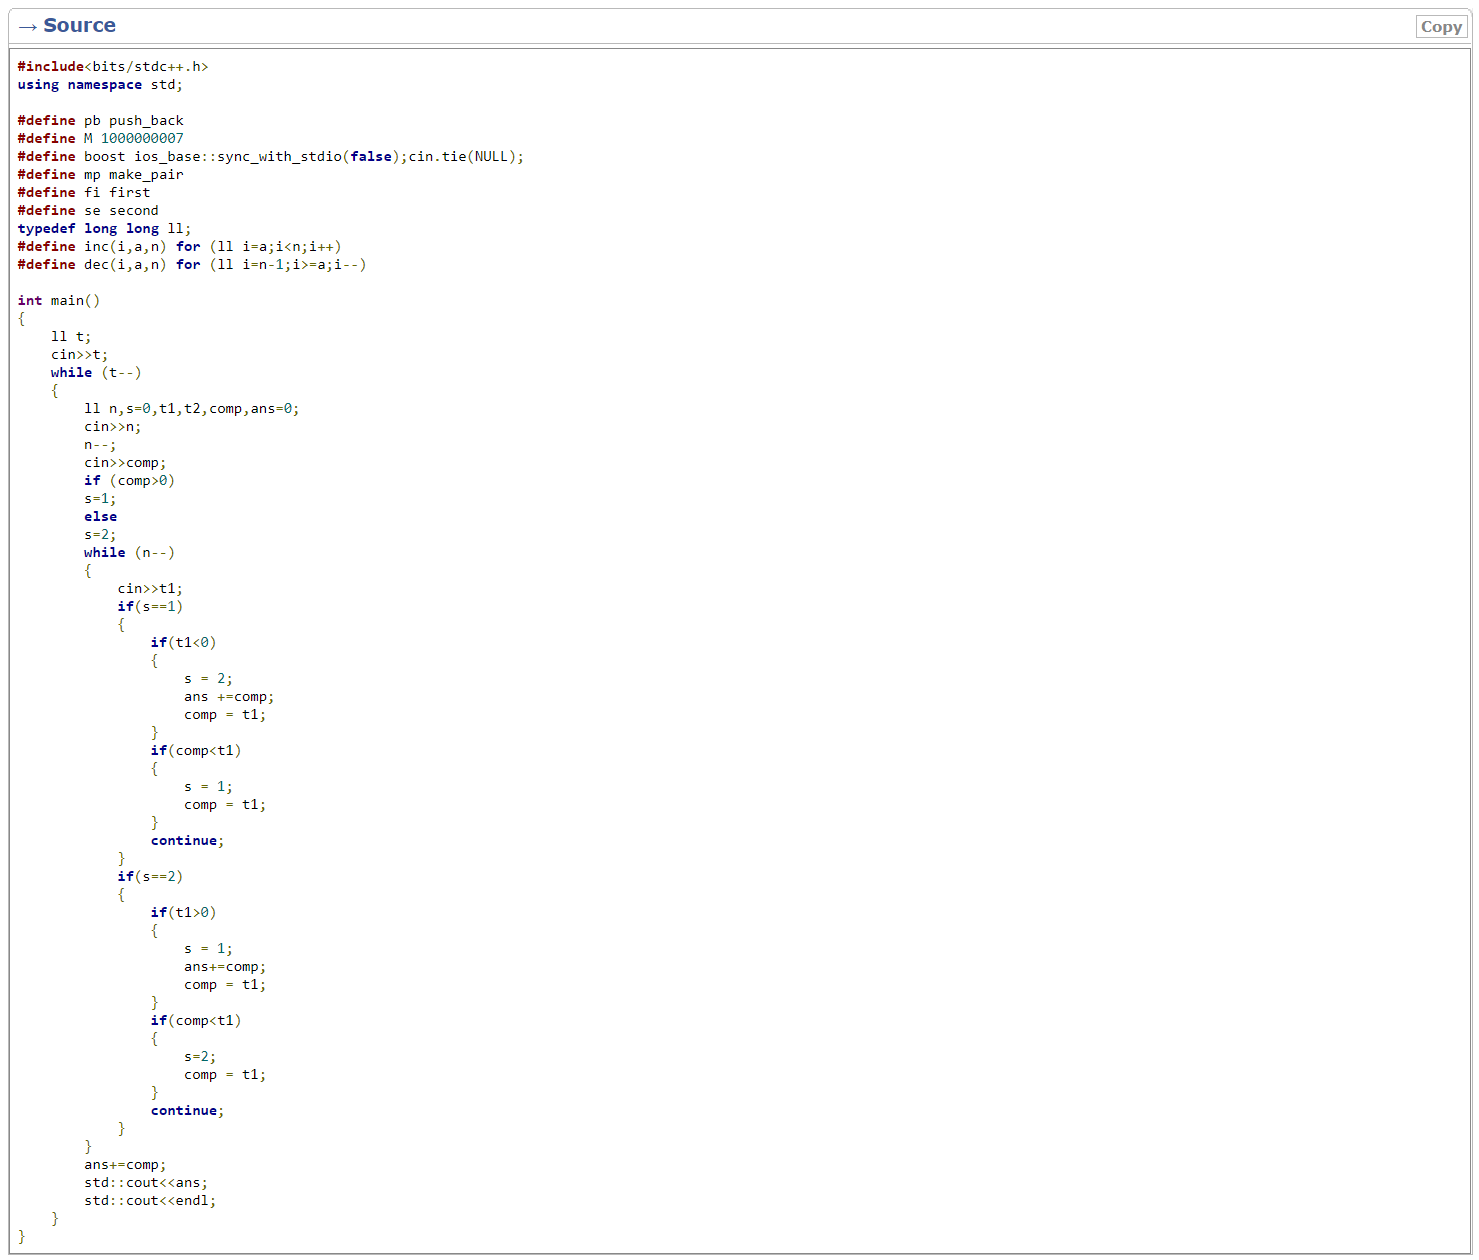 → Source
Copy
#include<bits/stdc++.h>
using namespace std;

#define pb push_back
#define M 1000000007
#define boost ios_base::sync_with_stdio(false);cin.tie(NULL);
#define mp make_pair
#define fi first
#define se second
typedef long long ll;
#define inc(i,a,n) for (ll i=a;i<n;i++)
#define dec(i,a,n) for (ll i=n-1;i>=a;i--)

int main()
{
    ll t;
    cin>>t;
    while (t--)
    {
        ll n,s=0,t1,t2,comp,ans=0;
        cin>>n;
        n--;
        cin>>comp;
        if (comp>0)
        s=1;
        else
        s=2;
        while (n--)
        {
            cin>>t1;
            if(s==1)
            {
                if(t1<0)
                {
                    s = 2;
                    ans +=comp;
                    comp = t1;
                }
                if(comp<t1)
                {
                    s = 1;
                    comp = t1;
                }
                continue;
            }
            if(s==2)
            {
                if(t1>0)
                {
                    s = 1;
                    ans+=comp;
                    comp = t1;
                }
                if(comp<t1)
                {
                    s=2;
                    comp = t1;
                }
                continue;
            }
        }
        ans+=comp;
        std::cout<<ans;
        std::cout<<endl;
    }
}